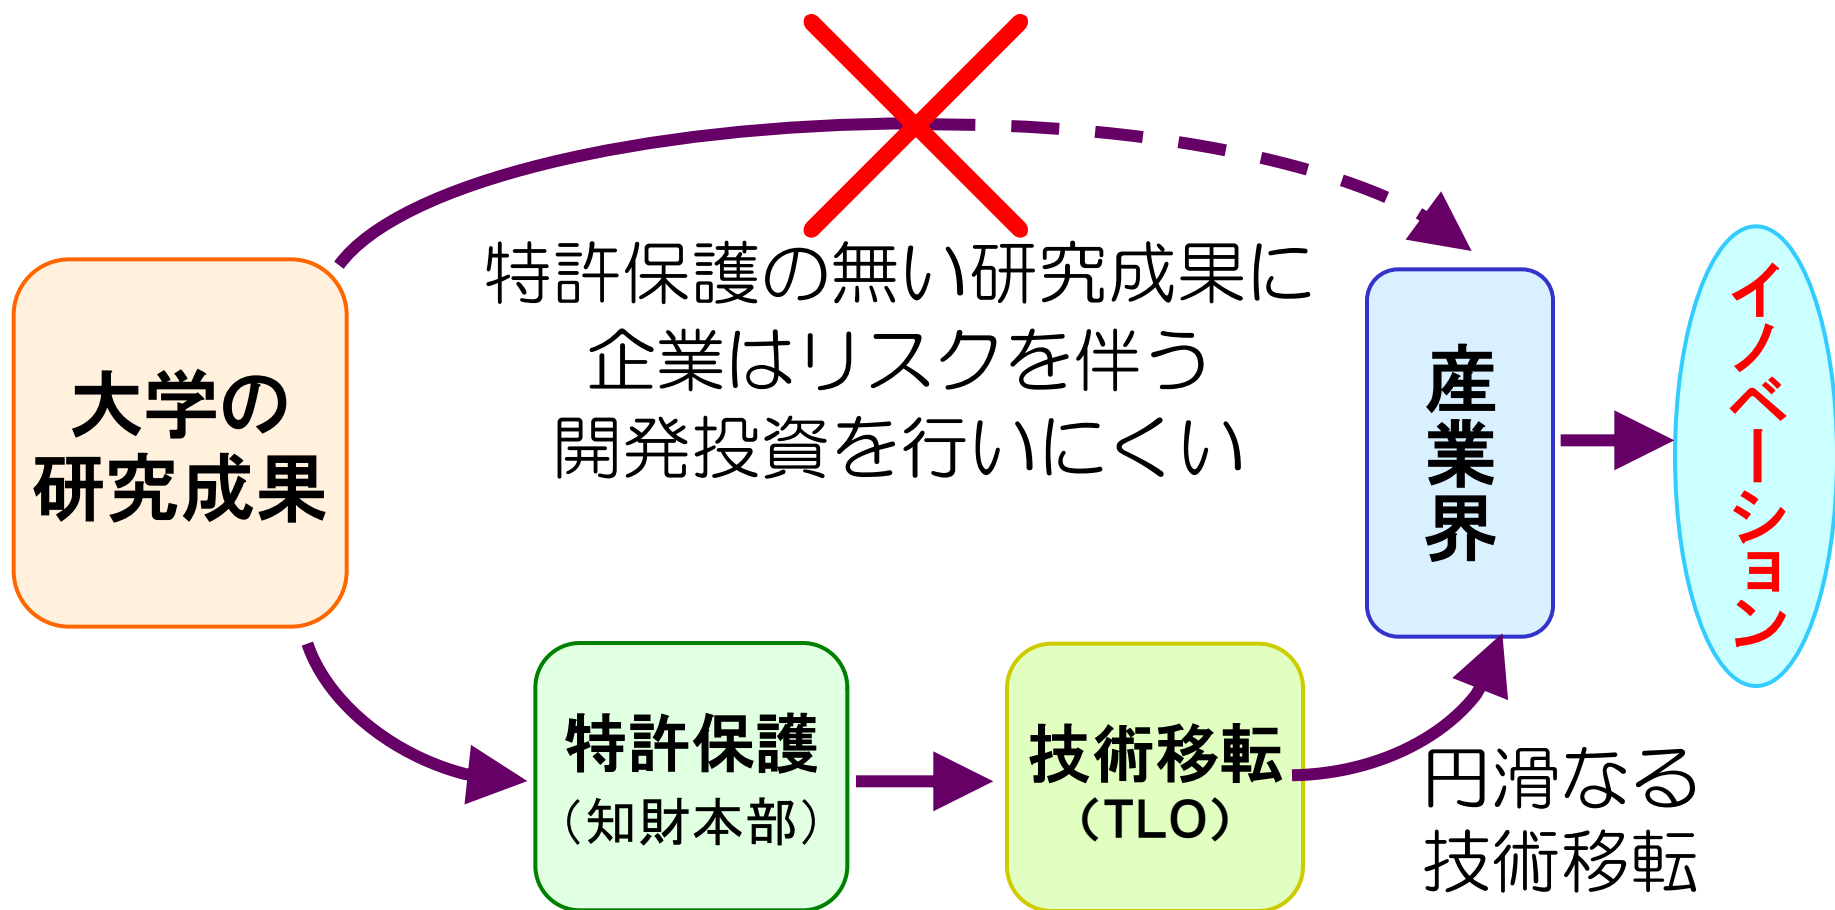 特許保護の無い研究成果に
企業はリスクを伴う
開発投資を行いにくい
大学の
研究成果
産業界
イノベーション
特許保護
（知財本部）
技術移転
（TLO）
円滑なる
技術移転